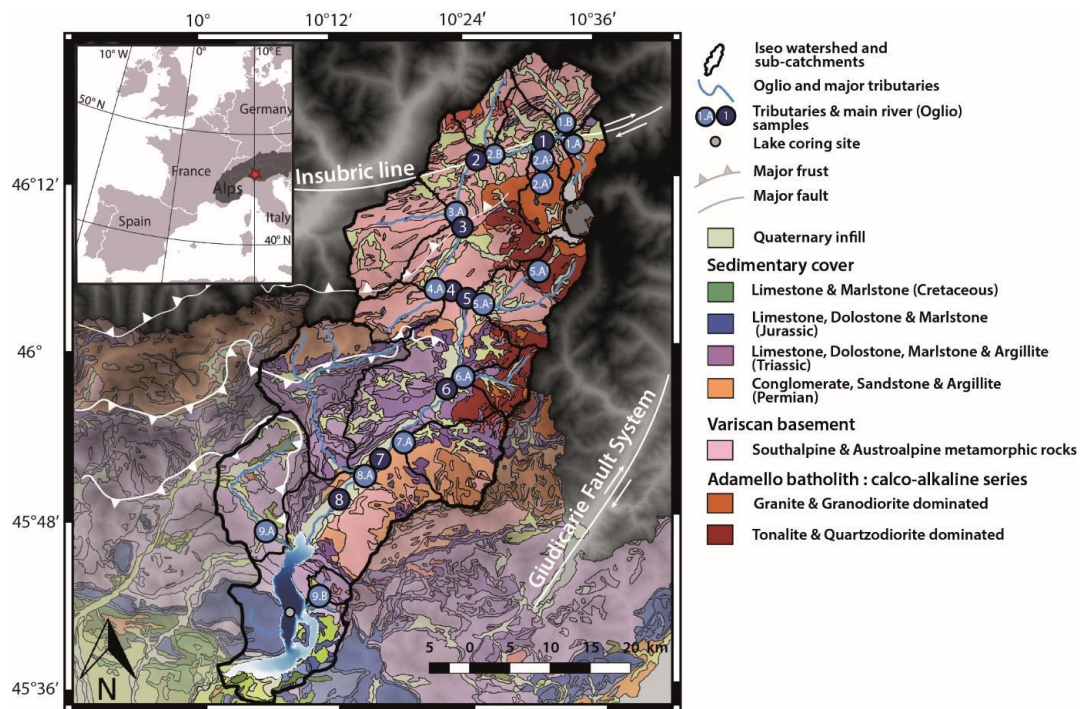 10°
10°12'
10°24'
10°36'
10° W
0°
10° E
50° N
Germany
France
Alps
Spain
Italy
40° N
46°12'
46°
45°48'
45°36'
Insubric line
Giudicarie Fault System
1.B
1
1.A
2
2.B
2.A'
2.A
3.A
3
5.A
4.A
4
5
5.A'
6.A
6
7.A
7
8.A
8
9.A
9.B
5 0 5 10 15 20 km
N
Iseo watershed and
sub-catchments
Oglio and major tributaries
1.A 1
Tributaries & main river (Oglio)
samples
Lake coring site
Major frust
Major fault
Quaternary infill
Sedimentary cover
Limestone & Marlstone (Cretaceous)
Limestone, Dolostone & Marlstone
(Jurassic)
Limestone, Dolostone, Marlstone & Argillite
(Triassic)
Conglomerate, Sandstone & Argillite
(Permian)
Variscan basement
Southalpine & Austroalpine metamorphic rocks
Adamello batholith : calco-alkaline series
Granite & Granodiorite dominated
Tonalite & Quartzodiorite dominated